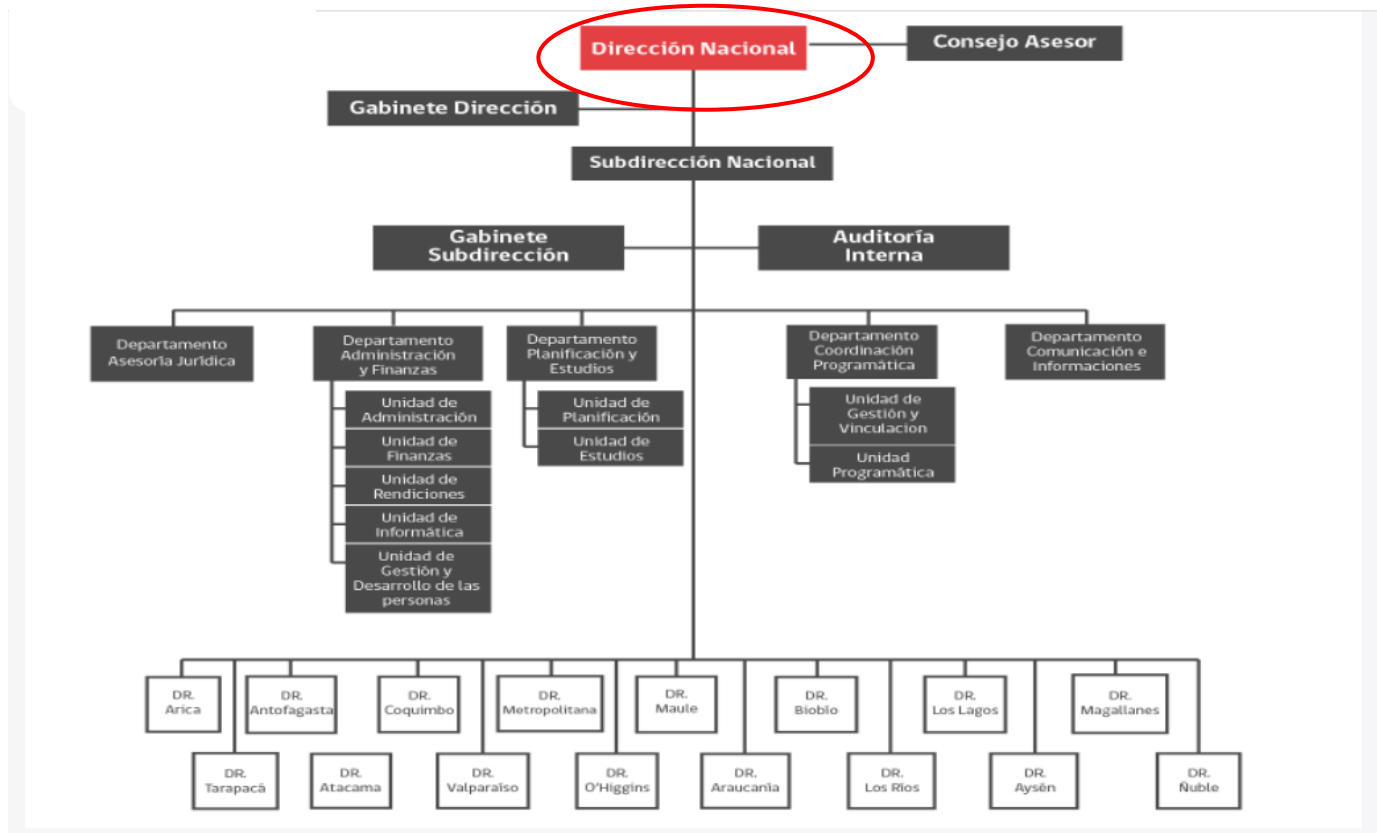 Dirección Nacional
Consejo Asesor
Gabinete Dirección
Subdirección Nacional
Gabinete
Subdirección
Auditoría
Interna
Departamento
Asesoría Jurídica
Departamento
Administración
y Finanzas
Departamento
Planificación y
Estudios
Departamento
Coordinación
Programática
Departamento
Comunicación e
Informaciones
Unidad de
Administración
Unidad de
Finanzas
Unidad de
Rendiciones
Unidad de
Informática
Unidad de
Gestión y
Desarrollo de las
personas
Unidad de
Planificación
Unidad de
Estudios
Unidad de
Gestión y
Vinculacion
Unidad
Programática
DR.
Arica
DR.
Antofagasta
DR.
Coquimbo
DR.
Metropolitana
DR.
Maule
DR.
Biobío
DR.
Los Lagos
DR.
Magallanes
DR.
Tarapacá
DR.
Atacama
DR.
Valparaíso
DR.
O'Higgins
DR.
Araucanía
DR.
Los Ríos
DR.
Aysén
DR.
Ñuble